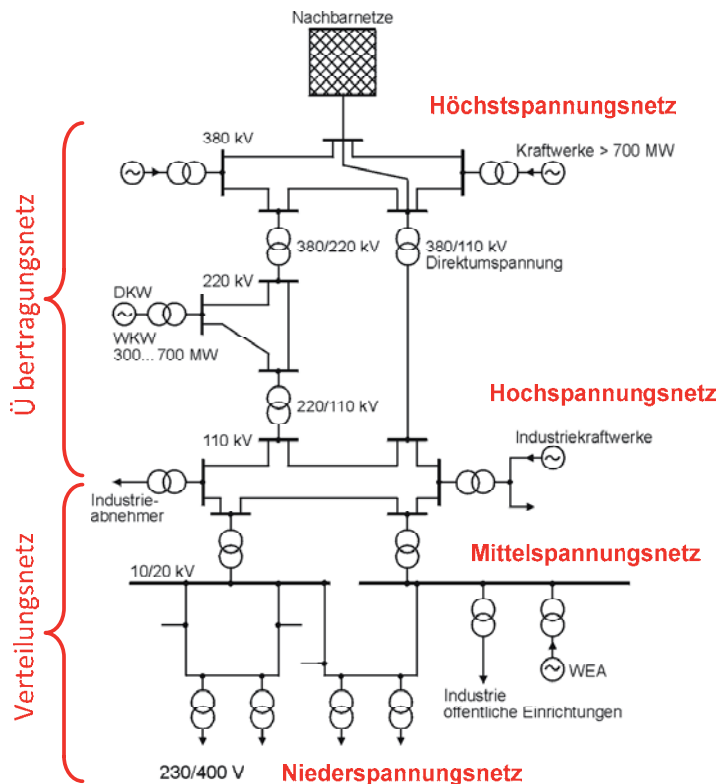 Nachbarnetze
Höchstspannungsnetz
380 kV
Kraftwerke > 700 MW
380/220 kV
380/110 kV
Direktumspannung
220 kV
DKW
WKW
300... 700 MW
Übertragungsnetz
220/110 kV
Hochspannungsnetz
110 kV
Industriekraftwerke
Industrie-
abnehmer
Mittelspannungsnetz
10/20 kV
Verteilungsnetz
WEA
Industrie
öffentliche Einrichtungen
230/400 V
Niederspannungsnetz